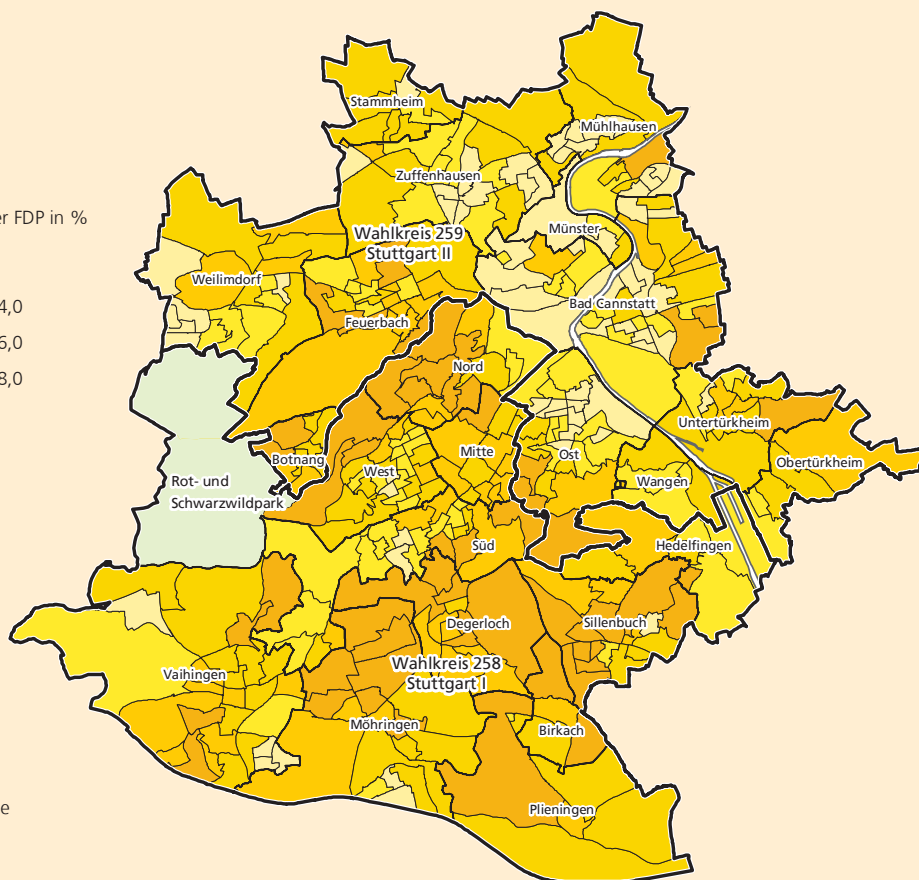 Stammheim
Mühlhausen
Zuffenhausen
er FDP in %
Münster
Wahlkreis 259
Stuttgart II
Weilimdorf
4,0
Bad Cannstatt
Feuerbach
6,0
Nord
8,0
Untertürkheim
Botnang
West
Mitte
Ost
Obertürkheim
Rot- und
Schwarzwildpark
Wangen
Süd
Hedelfingen
Degerloch
Sillenbuch
Wahlkreis 258
Stuttgart I
Vaihingen
Möhringen
Birkach
e
Plieningen